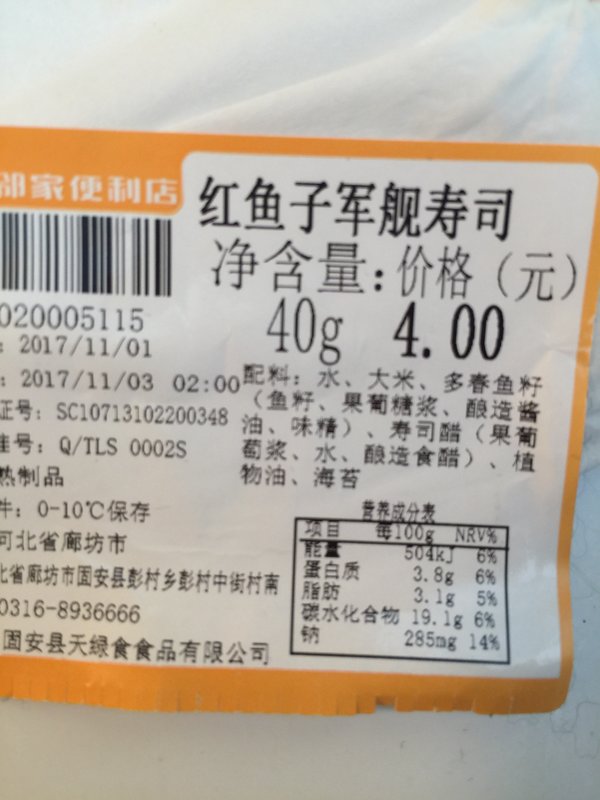 邻家便利店
红鱼子军舰寿司
净含量：价格（元）
40g 4.00
020005115
: 2017/11/01
: 2017/11/03 02:00
证号：SC10713102200348
准号：Q/TLS 0002S
熟制品
件：0-10℃保存
河北省廊坊市
北省廊坊市固安县彭村乡彭村中街村南
0316-8936666
固安县天绿食食品有限公司
配料：水、大米、多春鱼籽
（鱼籽、果葡糖浆、酿造酱
油、味精）、寿司醋（果葡
萄浆、水、酿造食醋）、植
物油、海苔
营养成分表
项目 每100g NRV%
能量 504kJ 6%
蛋白质 3.8g 6%
脂肪 3.1g 5%
碳水化合物 19.1g 6%
钠 285mg 14%